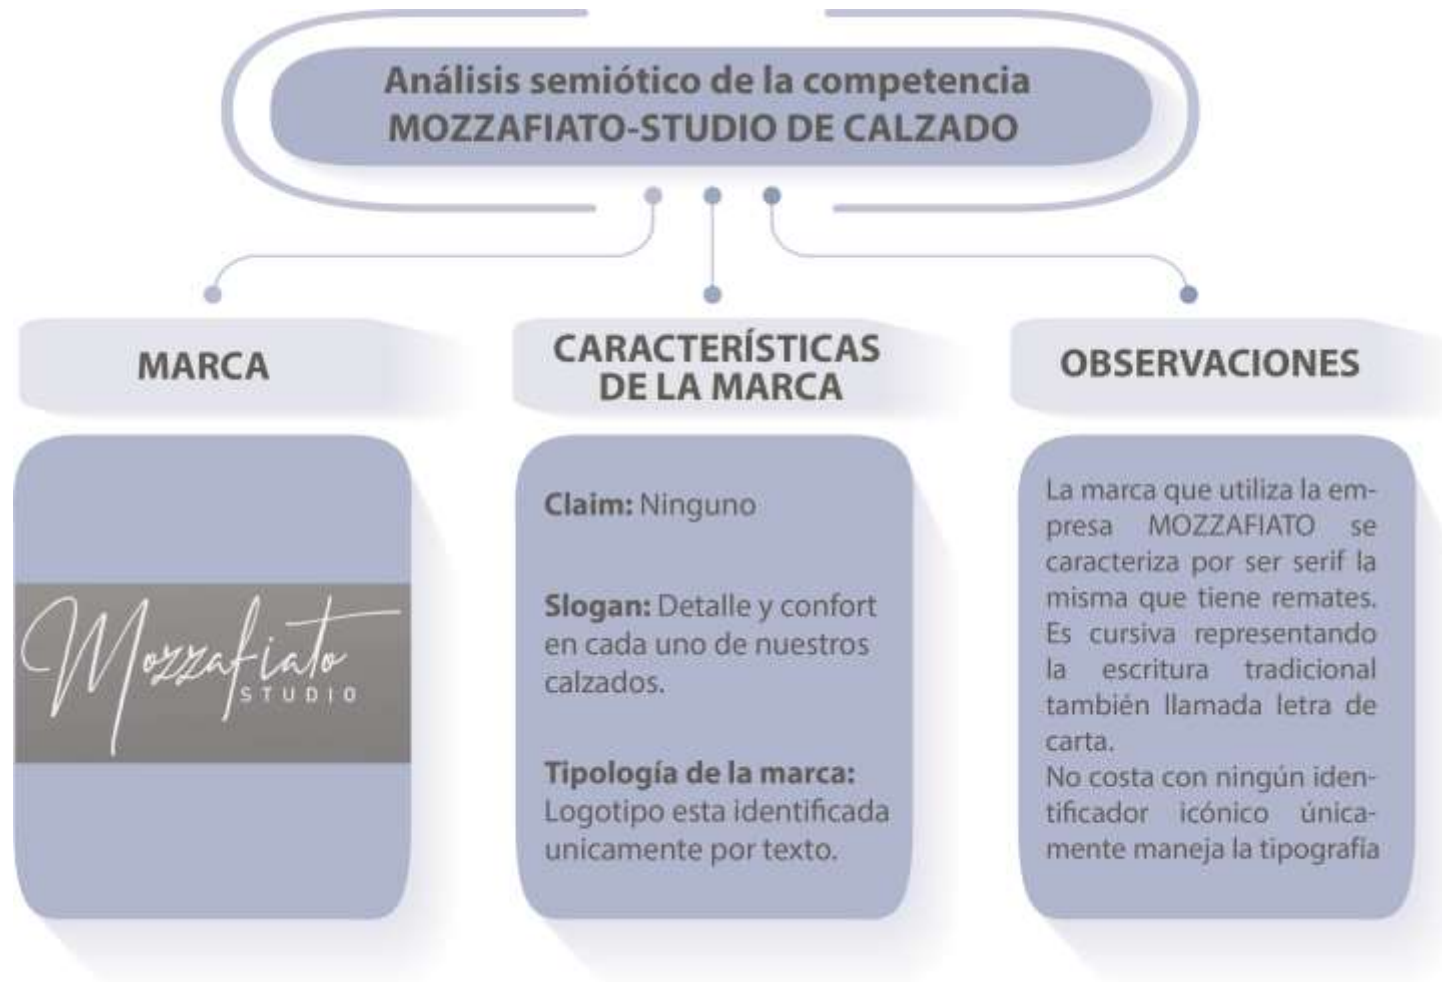 Análisis semiótico de la competencia
MOZZAFIATO-STUDIO DE CALZADO
MARCA
Mozzafiato
STUDIO
CARACTERÍSTICAS
DE LA MARCA
Claim: Ninguno
Slogan: Detalle y confort
en cada uno de nuestros
calzados.
Tipología de la marca:
Logotipo esta identificada
unicamente por texto.
OBSERVACIONES
La marca que utiliza la em-
presa MOZZAFIATO se
caracteriza por ser serif la
misma que tiene remates.
Es cursiva representando
la escritura tradicional
también llamada letra de
carta.
No costa con ningún iden-
tificador icónico única-
mente maneja la tipografía